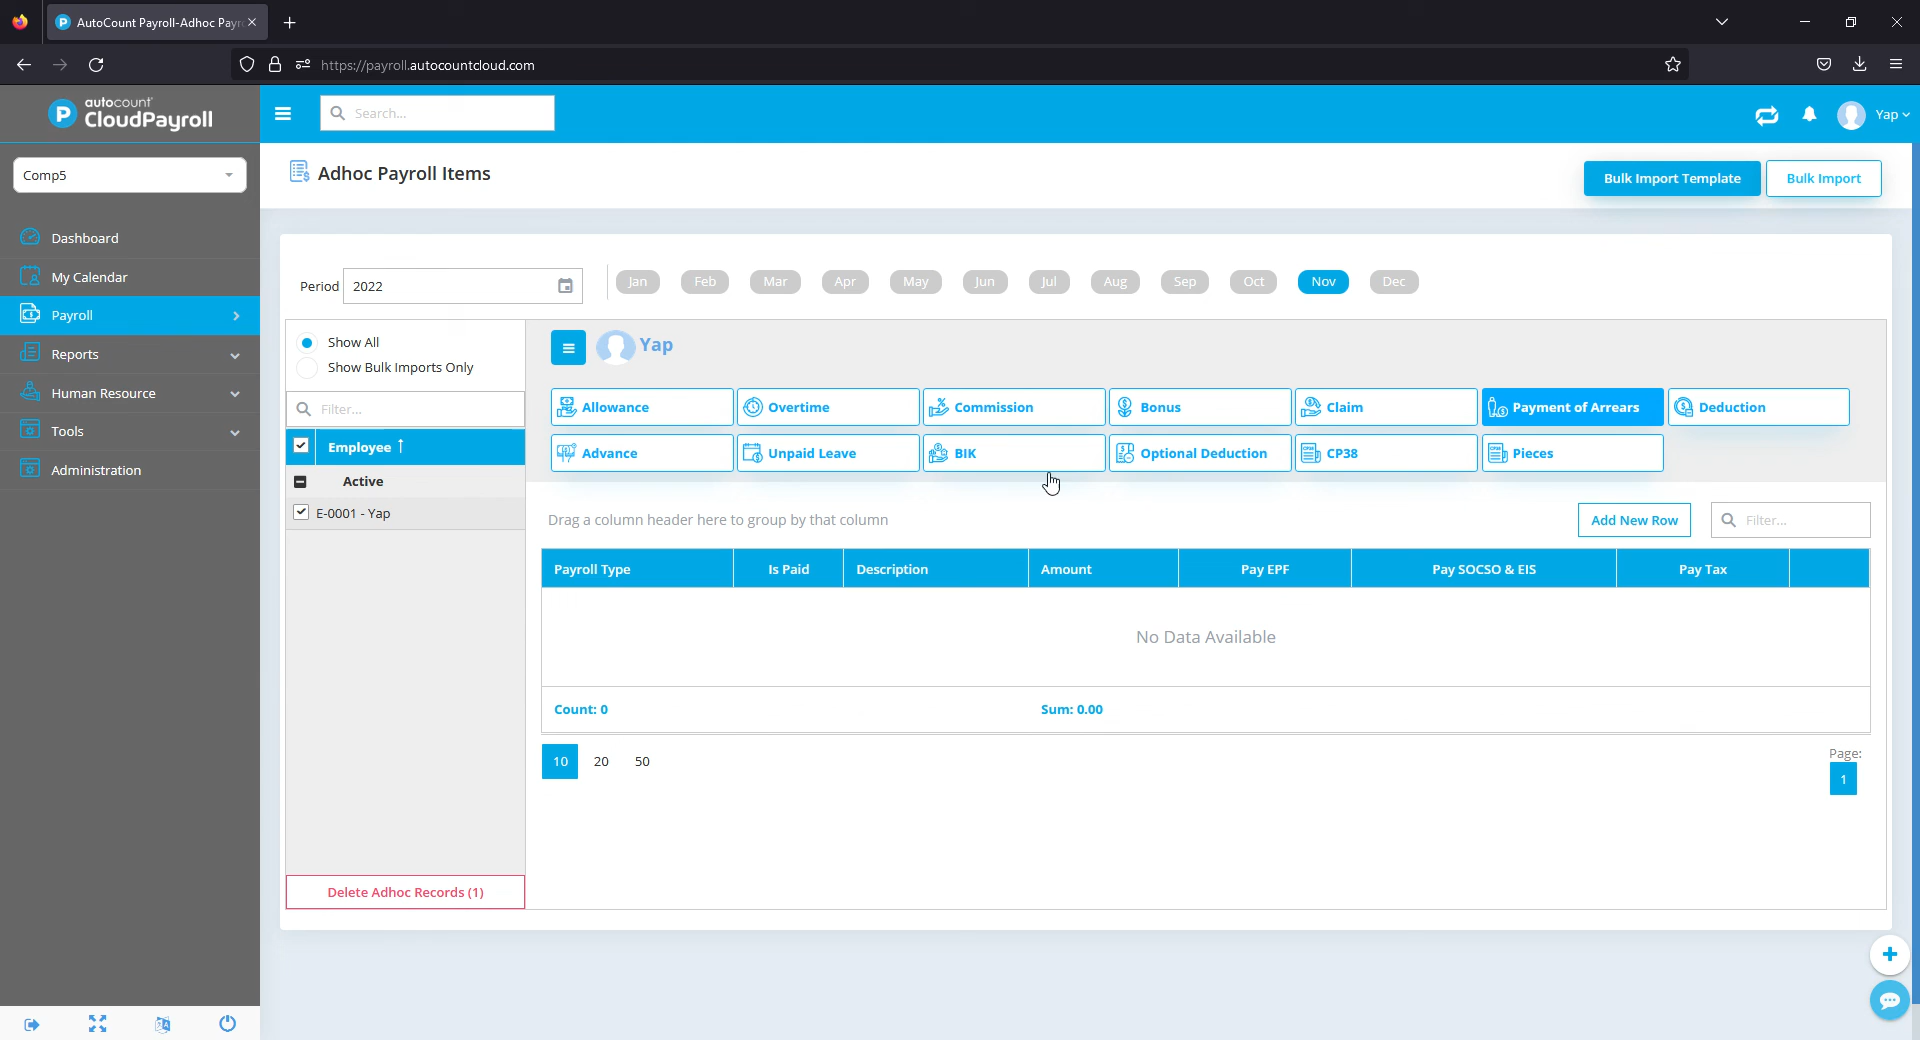 AutoCount Payroll-Adhoc Payr
https://payroll.autocountcloud.com
autocount
CloudPayroll
Search...
Yap
Comp5
Adhoc Payroll Items
Bulk Import Template
Bulk Import
Dashboard
My Calendar
Payroll
Reports
Human Resource
Tools
Administration
Period
2022
Jan
Feb
Mar
Apr
May
Jun
Jul
Aug
Sep
Oct
Nov
Dec
Show All
Show Bulk Imports Only
Filter...
Employee
Active
E-0001 - Yap
Delete Adhoc Records (1)
Yap
Allowance
Overtime
Commission
Bonus
Claim
Payment of Arrears
Deduction
Advance
Unpaid Leave
BIK
Optional Deduction
CP38
Pieces
Drag a column header here to group by that column
Add New Row
Filter...
Payroll Type
Is Paid
Description
Amount
Pay EPF
Pay SOCSO & EIS
Pay Tax
No Data Available
Count: 0
Sum: 0.00
10
20
50
Page:
1